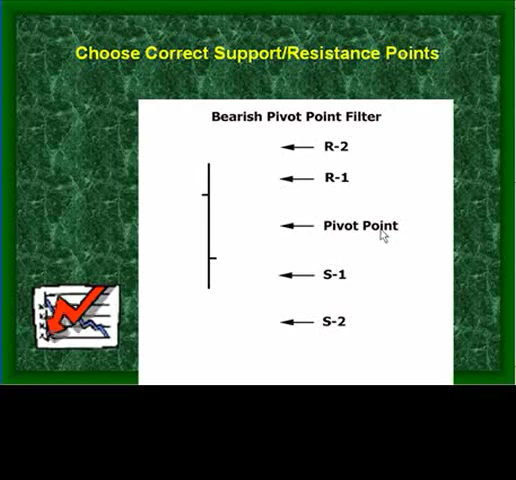 Choose Correct Support/Resistance Points
Bearish Pivot Point Filter
R-2
R-1
Pivot Point
S-1
S-2